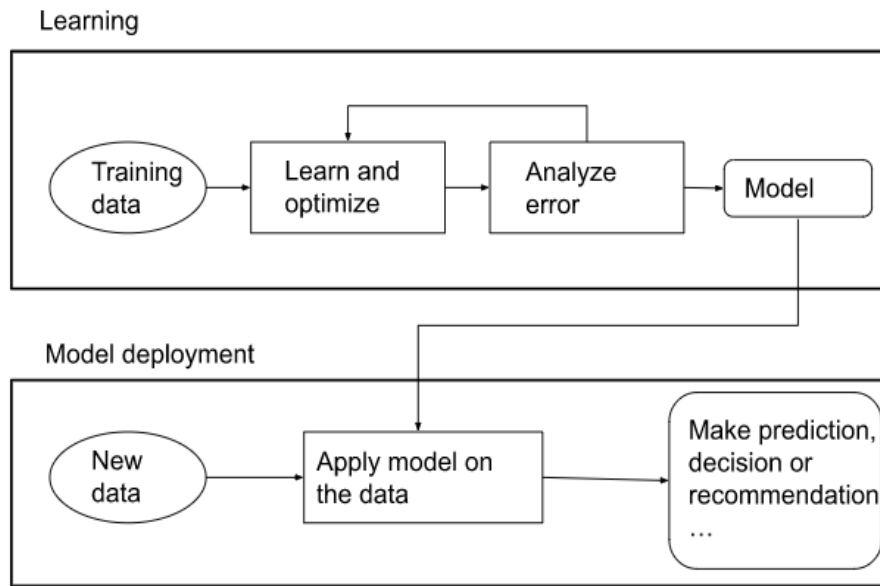 Learning
Training
data
Learn and
optimize
Analyze
error
Model
Model deployment
New
data
Apply model on
the data
Make prediction,
decision or
recommendation
…